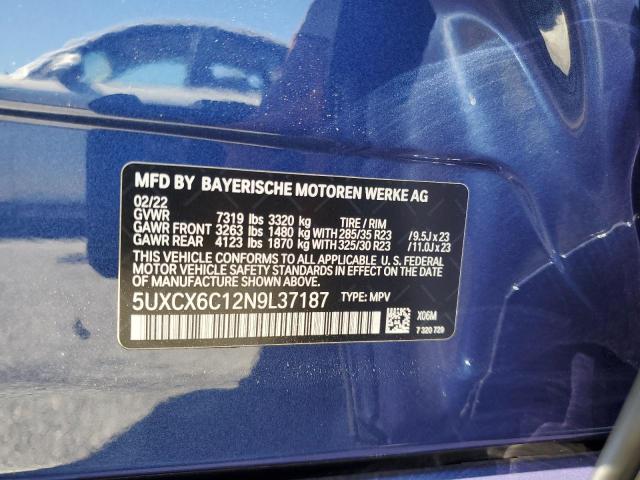 MFD BY BAYERISCHE MOTOREN WERKE AG
02/22
GVWR 7319 lbs 3320 kg TIRE / RIM
GAWR FRONT 3263 lbs 1480 kg WITH 285/35 R23 /9.5J x 23
GAWR REAR 4123 lbs 1870 kg WITH 325/30 R23 /11.0J x 23
THIS VEHICLE CONFORMS TO ALL APPLICABLE U. S. FEDERAL
MOTOR VEHICLE SAFETY STANDARDS IN EFFECT ON THE
DATE OF MANUFACTURE SHOWN ABOVE.
5UXCX6C12N9L37187 TYPE: MPV
X06M
7 320 729